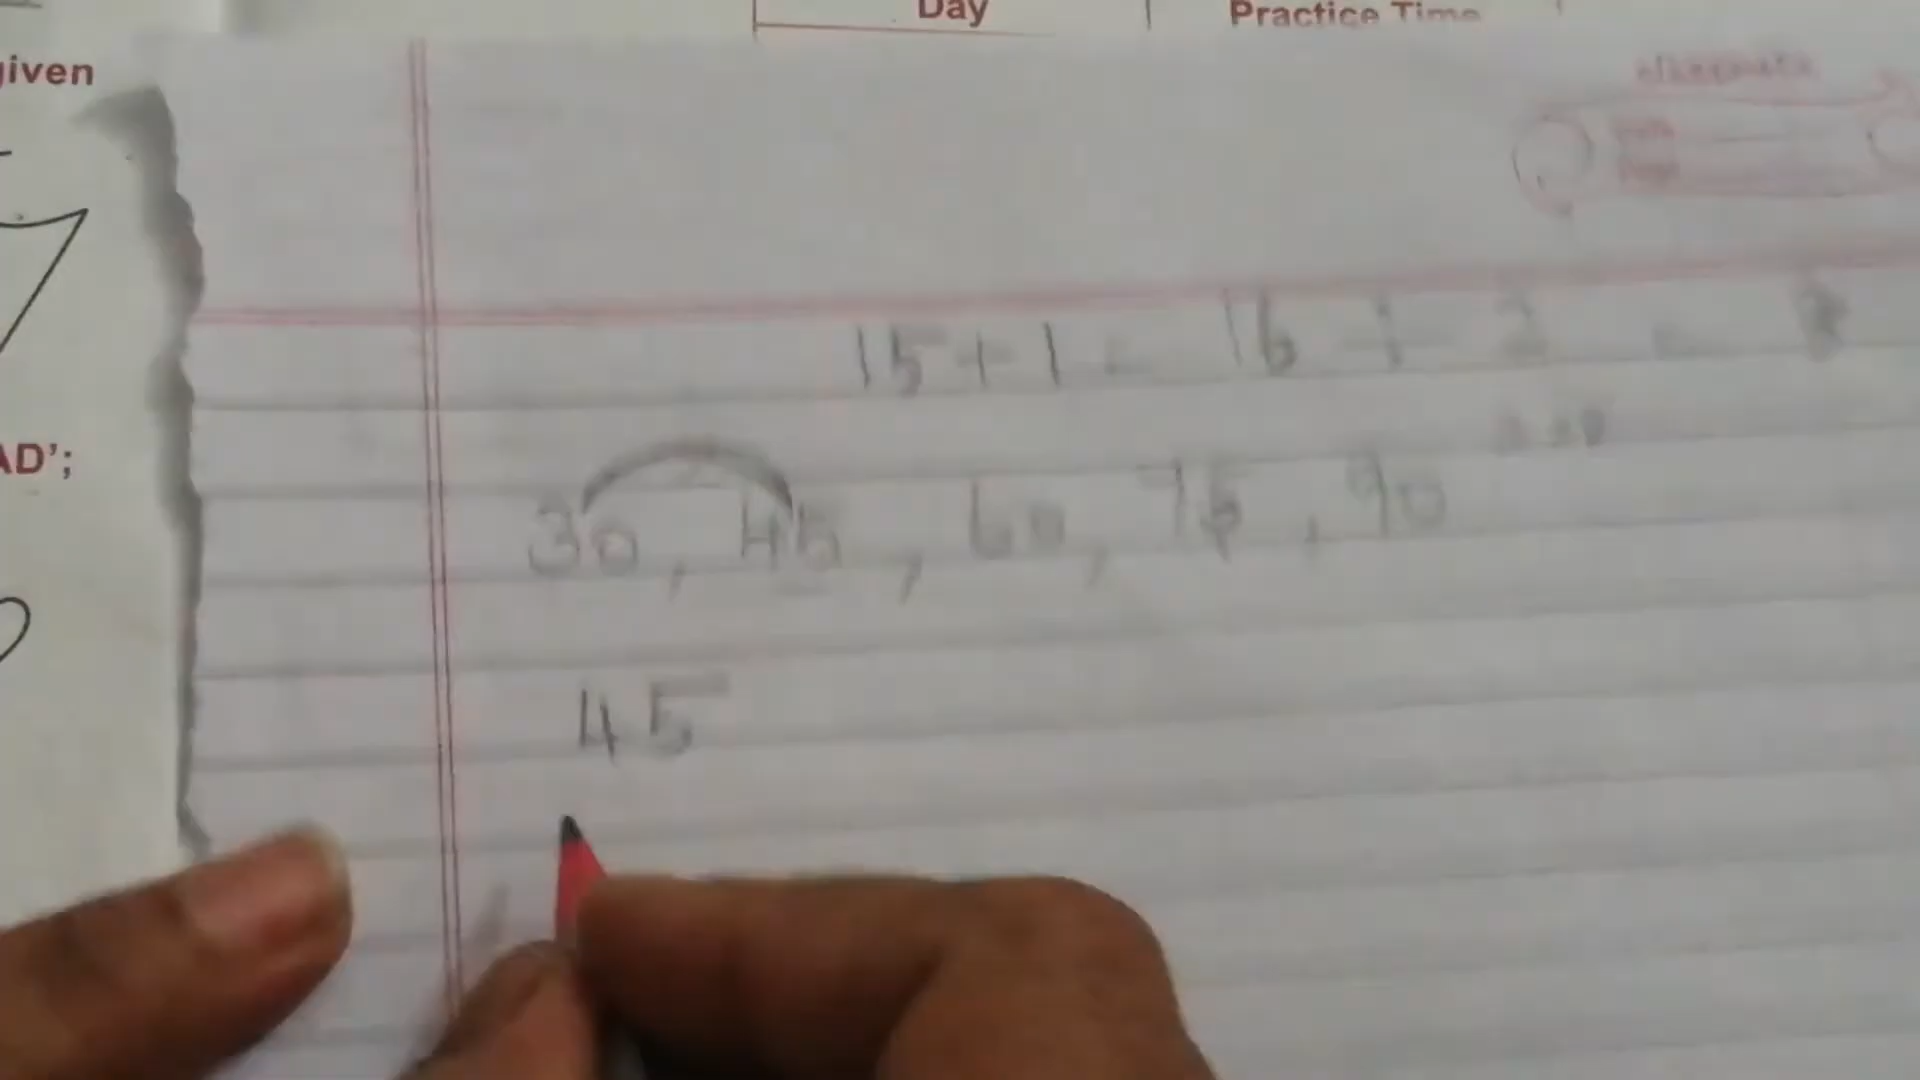 Day Practice Time
given
15+1 = 16 ÷ 2 = 8
30, 45, 60, 75, 90
AD’;
45